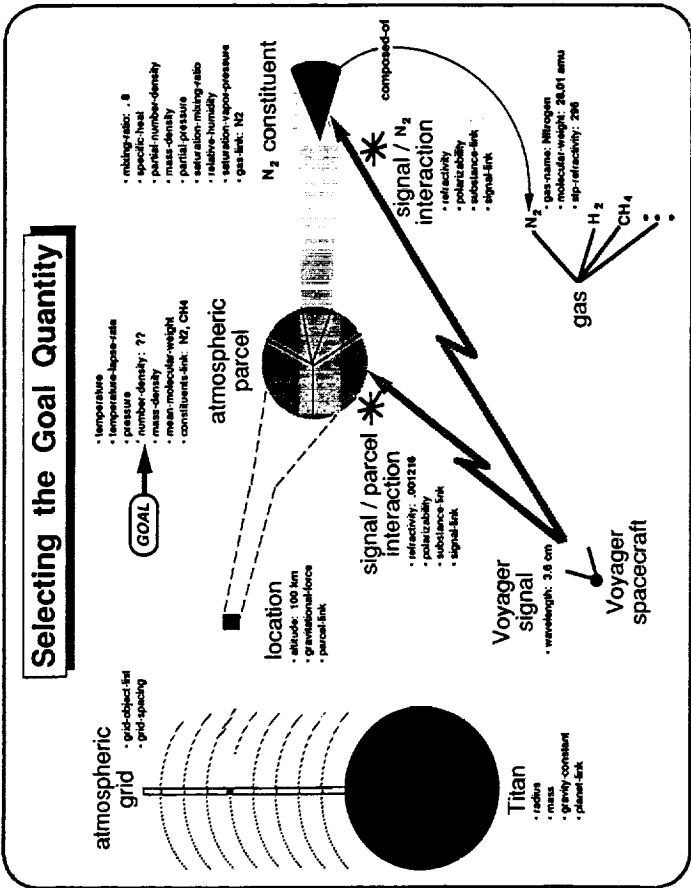 Selecting the Goal Quantity
atmospheric
grid
· grid-object-list
· grid-spacing
Titan
· radius
· mass
· gravity-constant
· planet-link
location
· altitude: 100 km
· gravitational-force
· parcel-link
GOAL
· temperature
· temperature-lapse-rate
· pressure
· number-density: ??
· mass-density
· mean-molecular-weight
· constituents-link: N2, CH4
atmospheric
parcel
signal / parcel
interaction
· refractivity: .001216
· polarizability
· substance-link
· signal-link
Voyager
signal
· wavelength: 3.6 cm
Voyager
spacecraft
· mixing-ratio: .8
· specific-heat
· partial-number-density
· mass-density
· partial-pressure
· saturation-mixing-ratio
· relative-humidity
· saturation-vapor-pressure
· gas-link: N2
N₂ constituent
signal / N₂
interaction
· refractivity
· polarizability
· substance-link
· signal-link
composed-of
gas
N₂
· gas-name: Nitrogen
· molecular-weight: 28.01 amu
· stp-refractivity: 296
H₂
CH₄